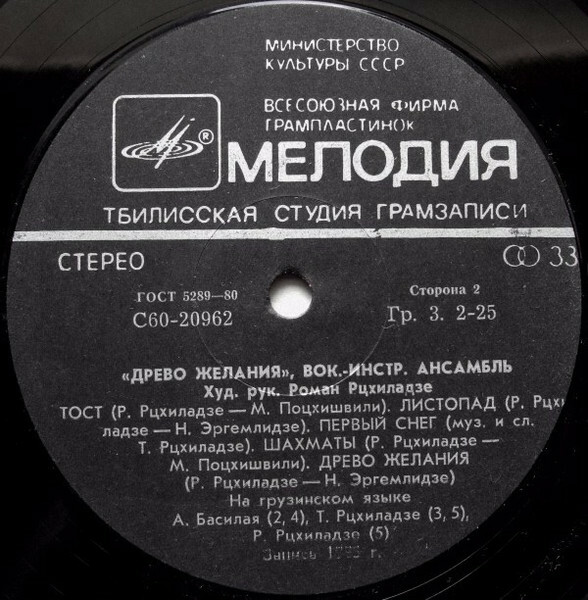 МИНИСТЕРСТВО
КУЛЬТУРЫ СССР
ВСЕСОЮЗНАЯ ФИРМА
ГРАМПЛАСТИНОК
®
МЕЛОДИЯ
ТБИЛИССКАЯ СТУДИЯ ГРАМЗАПИСИ
СТЕРЕО
33
ГОСТ 5289—80
Сторона 2
С60-20962
Гр. 3. 2-25
«ДРЕВО ЖЕЛАНИЯ», ВОК.-ИНСТР. АНСАМБЛЬ
Худ. рук. Роман Рцхиладзе
ТОСТ (Р. Рцхиладзе — М. Поцхишвили). ЛИСТОПАД (Р. Рцхи
ладзе — Н. Эргемлидзе). ПЕРВЫЙ СНЕГ (муз. и сл.
Т. Рцхиладзе). ШАХМАТЫ (Р. Рцхиладзе —
М. Поцхишвили). ДРЕВО ЖЕЛАНИЯ
(Р. Рцхиладзе — Н. Эргемлидзе)
На грузинском языке
А. Басилая (2, 4), Т. Рцхиладзе (3, 5),
Р. Рцхиладзе (5)
Запись г.